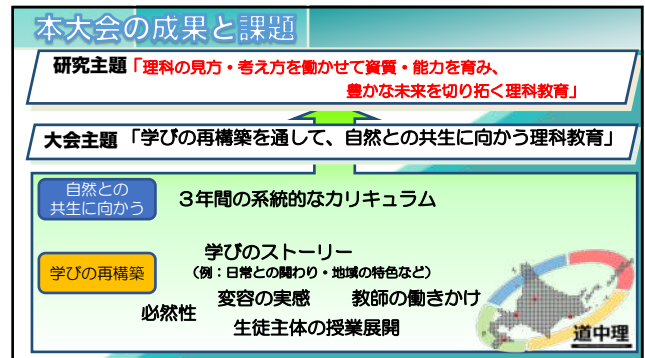 本大会の成果と課題
研究主題「理科の見方・考え方を働かせて資質・能力を育み、
豊かな未来を切り拓く理科教育」
大会主題「学びの再構築を通して、自然との共生に向かう理科教育」
自然との
共生に向かう
3年間の系統的なカリキュラム
学びの再構築
学びのストーリー
(例：日常との関わり・地域の特色など)
変容の実感 教師の働きかけ
必然性
生徒主体の授業展開
道中理